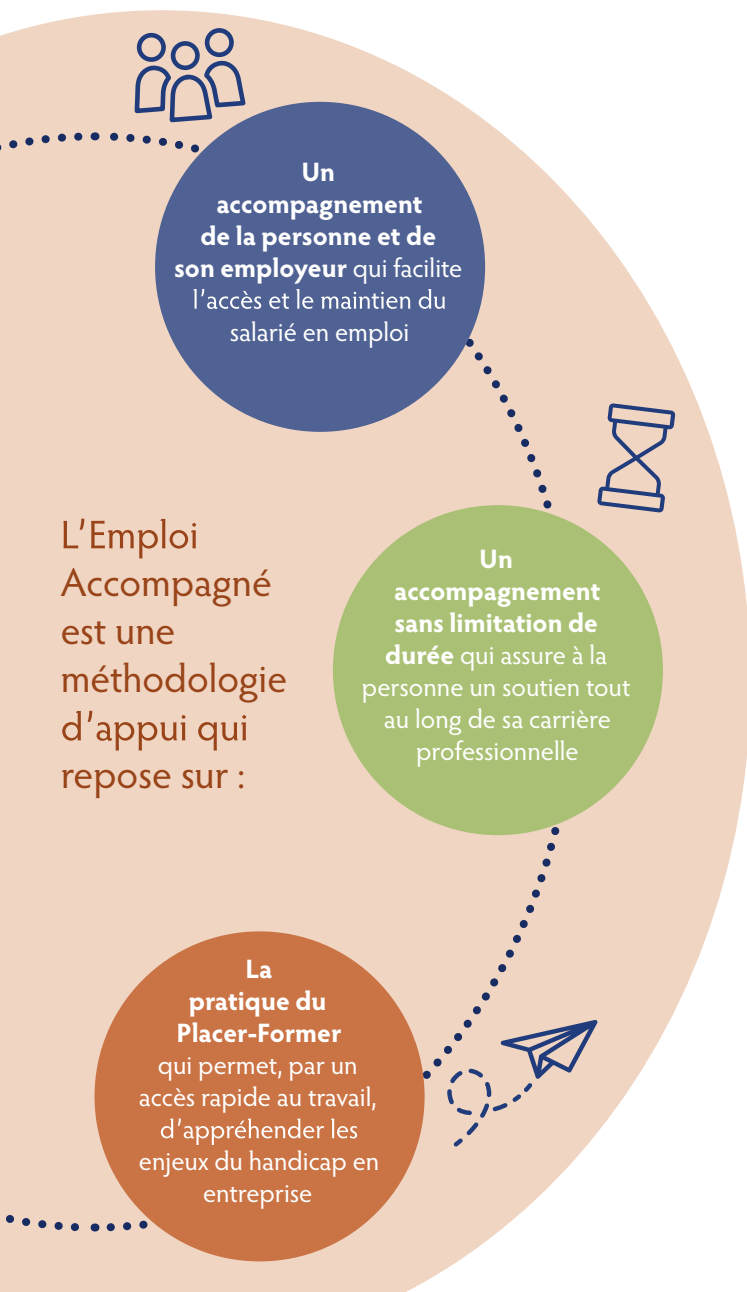 Un
accompagnement
de la personne et de
son employeur qui facilite
l'accès et le maintien du
salarié en emploi
L'Emploi
Accompagné
est une
méthodologie
d'appui qui
repose sur :
Un
accompagnement
sans limitation de
durée qui assure à la
personne un soutien tout
au long de sa carrière
professionnelle
La
pratique du
Placer-Former
qui permet, par un
accès rapide au travail,
d'appréhender les
enjeux du handicap en
entreprise